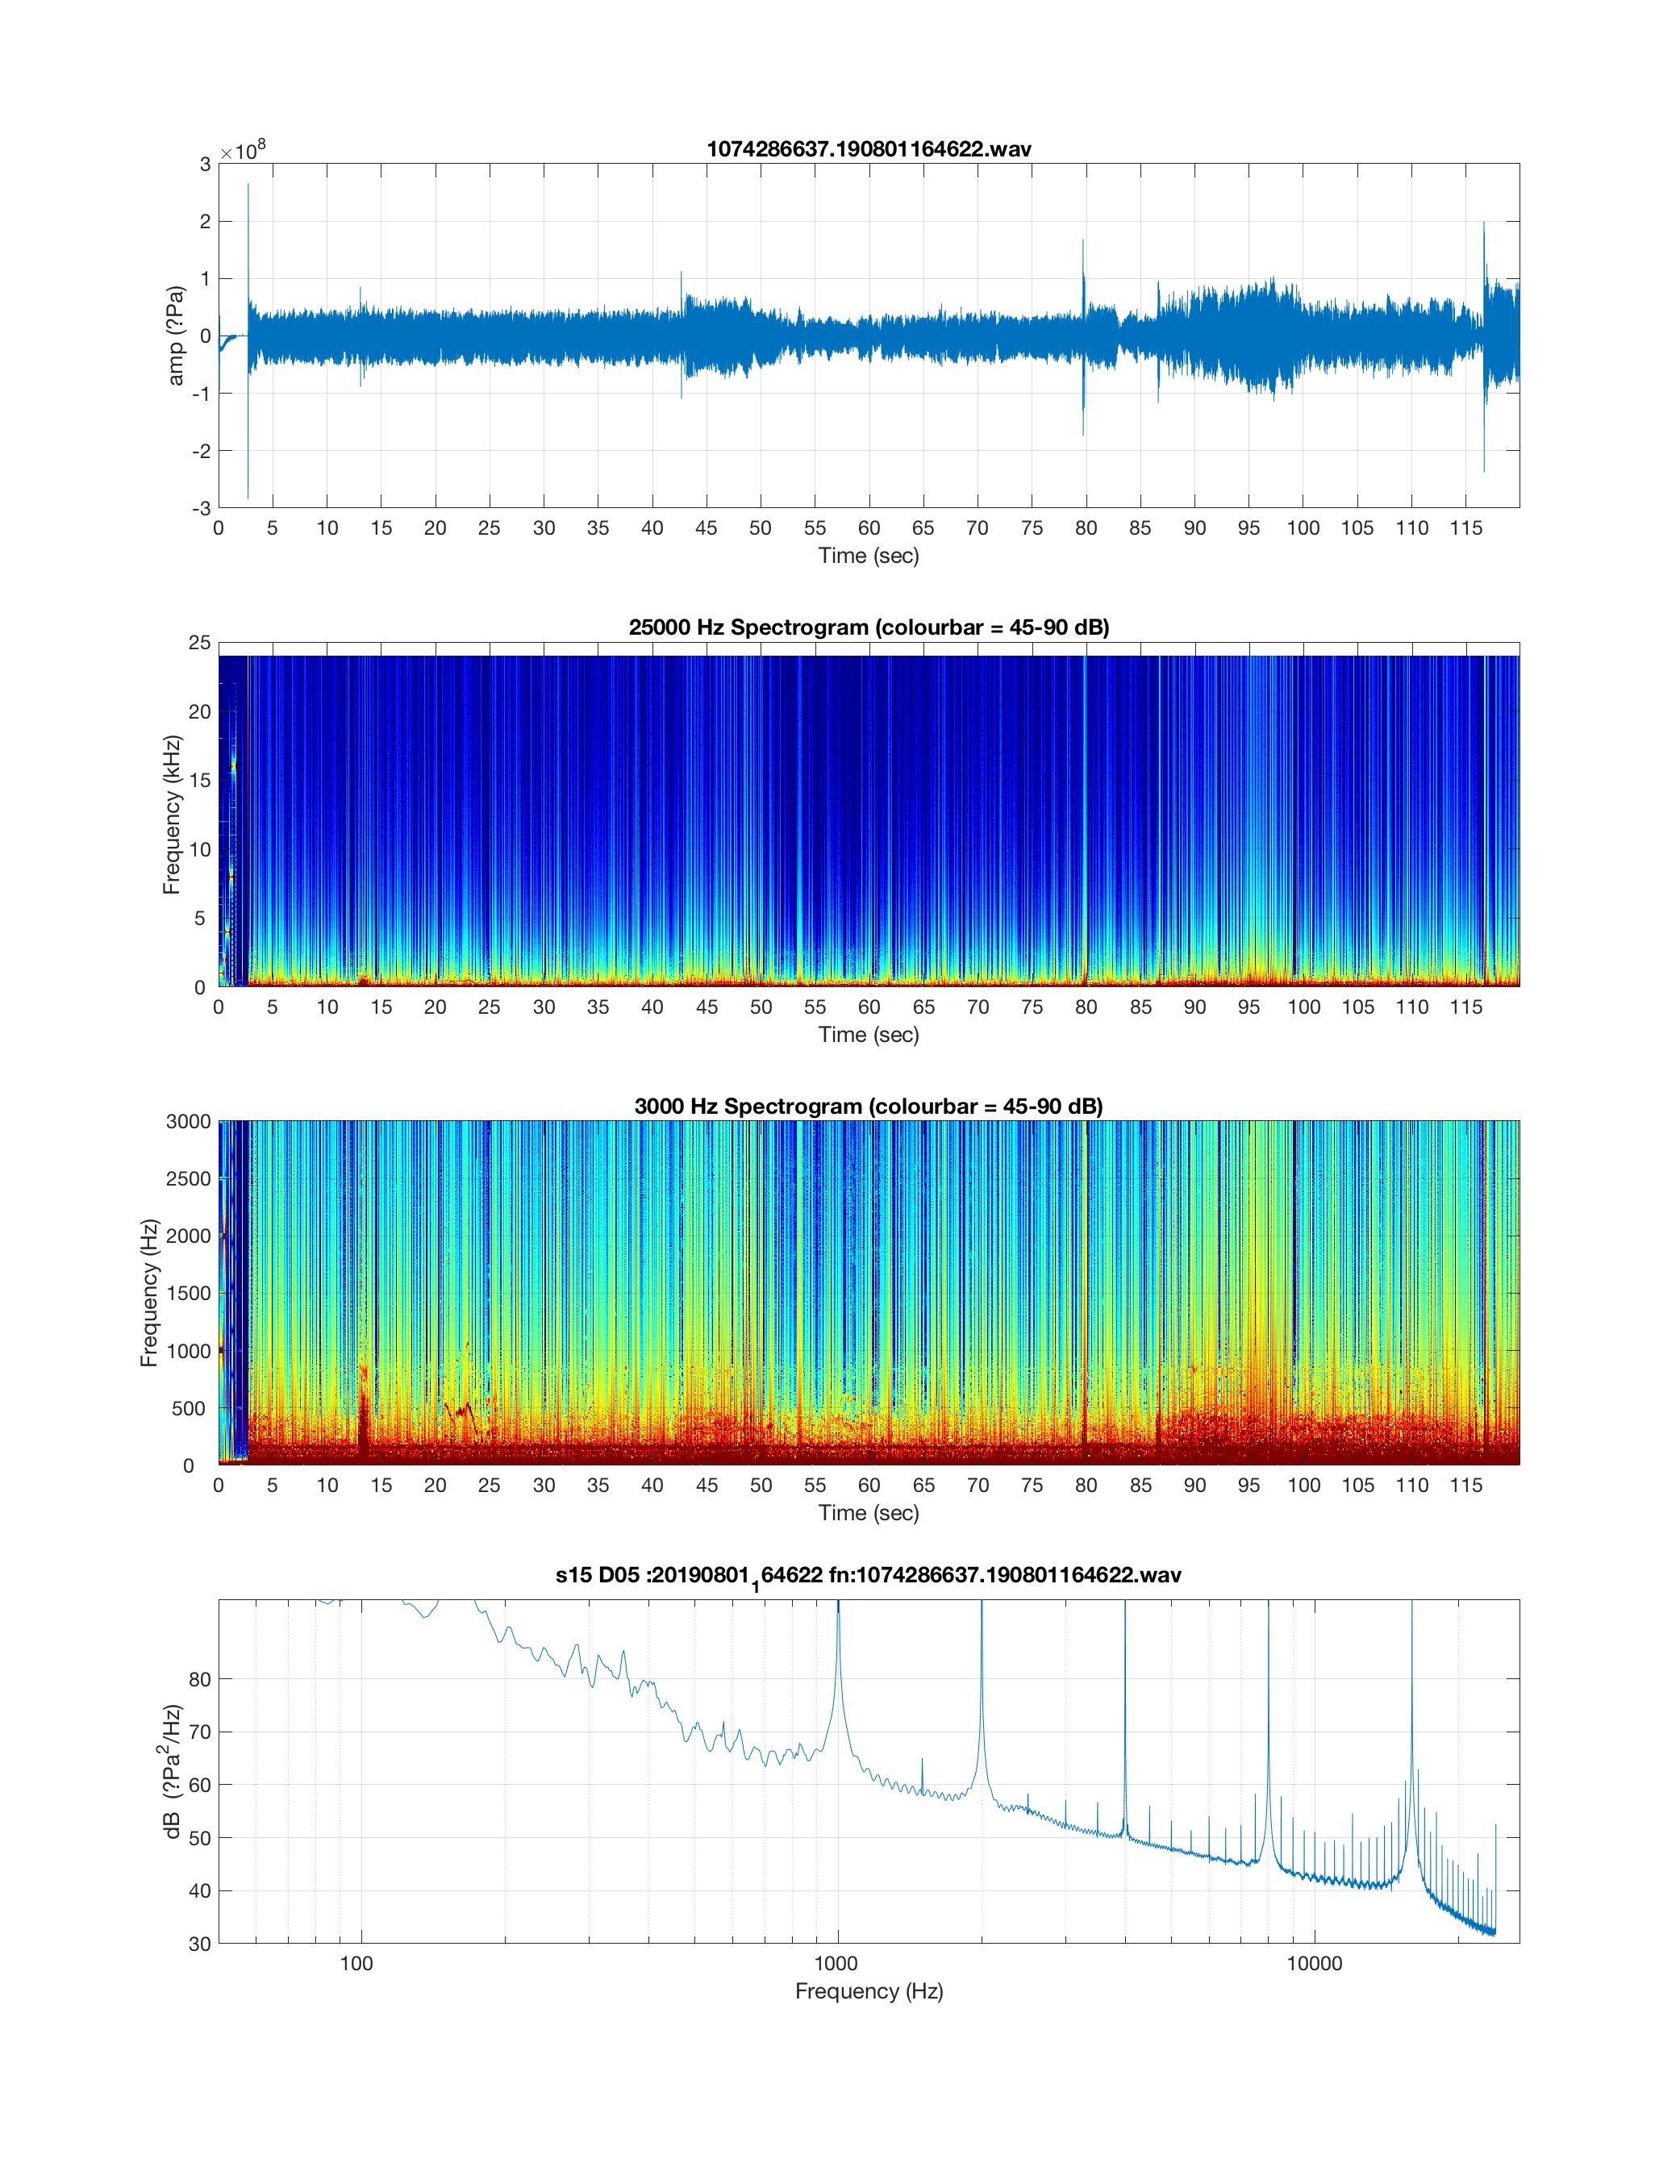 1074286637.190801164622.wav
×10^8
3
2
1
0
-1
-2
-3
amp (?Pa)
0 5 10 15 20 25 30 35 40 45 50 55 60 65 70 75 80 85 90 95 100 105 110 115
Time (sec)
25000 Hz Spectrogram (colourbar = 45-90 dB)
25
20
15
10
5
0
Frequency (kHz)
0 5 10 15 20 25 30 35 40 45 50 55 60 65 70 75 80 85 90 95 100 105 110 115
Time (sec)
3000 Hz Spectrogram (colourbar = 45-90 dB)
3000
2500
2000
1500
1000
500
0
Frequency (Hz)
0 5 10 15 20 25 30 35 40 45 50 55 60 65 70 75 80 85 90 95 100 105 110 115
Time (sec)
s15 D05 :20190801_164622 fn:1074286637.190801164622.wav
80
70
60
50
40
30
dB (?Pa²/Hz)
100 1000 10000
Frequency (Hz)